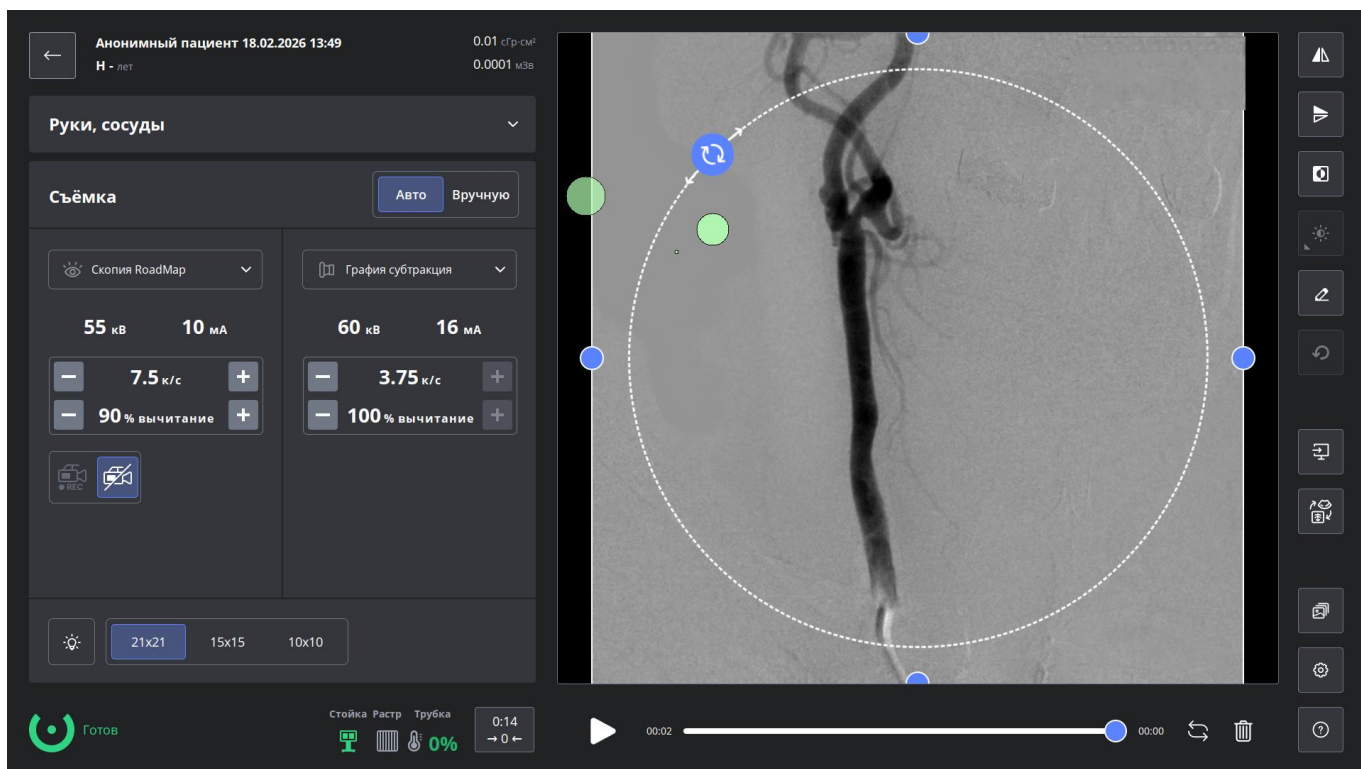 Анонимный пациент 18.02.2026 13:49
Н - лет
0.01 сГр·см²
0.0001 мЗв
Руки, сосуды
Съёмка
Авто Вручную
Скопия RoadMap
Графия субтракция
55 кВ 10 мА
60 кВ 16 мА
7.5 к/с
3.75 к/с
90 % вычитание
100 % вычитание
REC
21x21 15x15 10x10
Готов
Стойка Растр Трубка
0%
0:14
→ 0 ←
00:02
00:00